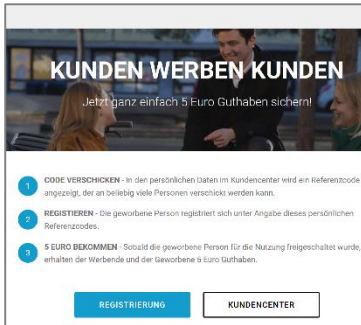 KUNDEN WERBEN KUNDEN
Jetzt ganz einfach 5 Euro Guthaben sichern!
1 CODE VERSCHICKEN - In den persönlichen Daten im Kundencenter wird ein Referenzcode
angezeigt, der an beliebig viele Personen verschickt werden kann.
2 REGISTIEREN - Die geworbene Person registriert sich unter Angabe dieses persönlichen
Referenzcodes.
3 5 EURO BEKOMMEN - Sobald die geworbene Person für die Nutzung freigeschaltet wurde,
erhalten der Werbende und der Geworbene 5 Euro Guthaben.
REGISTRIERUNG KUNDENCENTER